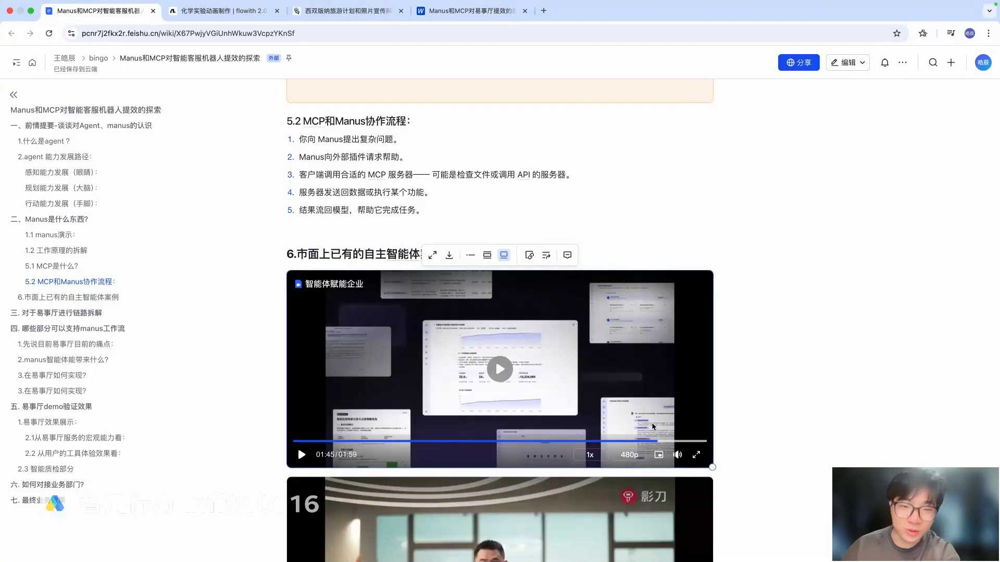 Manus和MCP对智能客服机器人
化学实验动画制作 | flowith 2.0
西双版纳旅游计划和照片宣传网
Manus和MCP对易事厅提效的
pcnr7j2fkx2r.feishu.cn/wiki/X67PwjyVGiUnhWkuw3VcpzYKnSf
皓辰
王皓辰 > bingo > Manus和MCP对智能客服机器人提效的探索 外部
已经保存到云端
分享
编辑
皓辰
Manus和MCP对智能客服机器人提效的探索
一、前情提要-谈谈对Agent、manus的认识
1.什么是agent ?
2.agent 能力发展路径：
感知能力发展（眼睛）：
规划能力发展（大脑）：
行动能力发展（手脚）：
二、Manus是什么东西?
1.1 manus演示：
1.2 工作原理的拆解
5.1 MCP是什么?
5.2 MCP和Manus协作流程：
6.市面上已有的自主智能体案例
三. 对于易事厅进行链路拆解
四. 哪些部分可以支持manus工作流
1.先说目前易事厅目前的痛点：
2.manus智能体能带来什么?
3.在易事厅如何实现?
3.在易事厅如何实现?
五. 易事厅demo验证效果
1.易事厅效果展示：
2.1从易事厅服务的宏观能力看：
2.2 从用户的工具体验效果看：
2.3 智能质检部分
六. 如何对接业务部门?
七. 最终业务效果
5.2 MCP和Manus协作流程：
1. 你向 Manus提出复杂问题。
2. Manus向外部插件请求帮助。
3. 客户端调用合适的 MCP 服务器—— 可能是检查文件或调用 API 的服务器。
4. 服务器发送回数据或执行某个功能。
5. 结果流回模型，帮助它完成任务。
6.市面上已有的自主智能体
智能体赋能企业
01:45/01:59
1x
480p
影刀
16